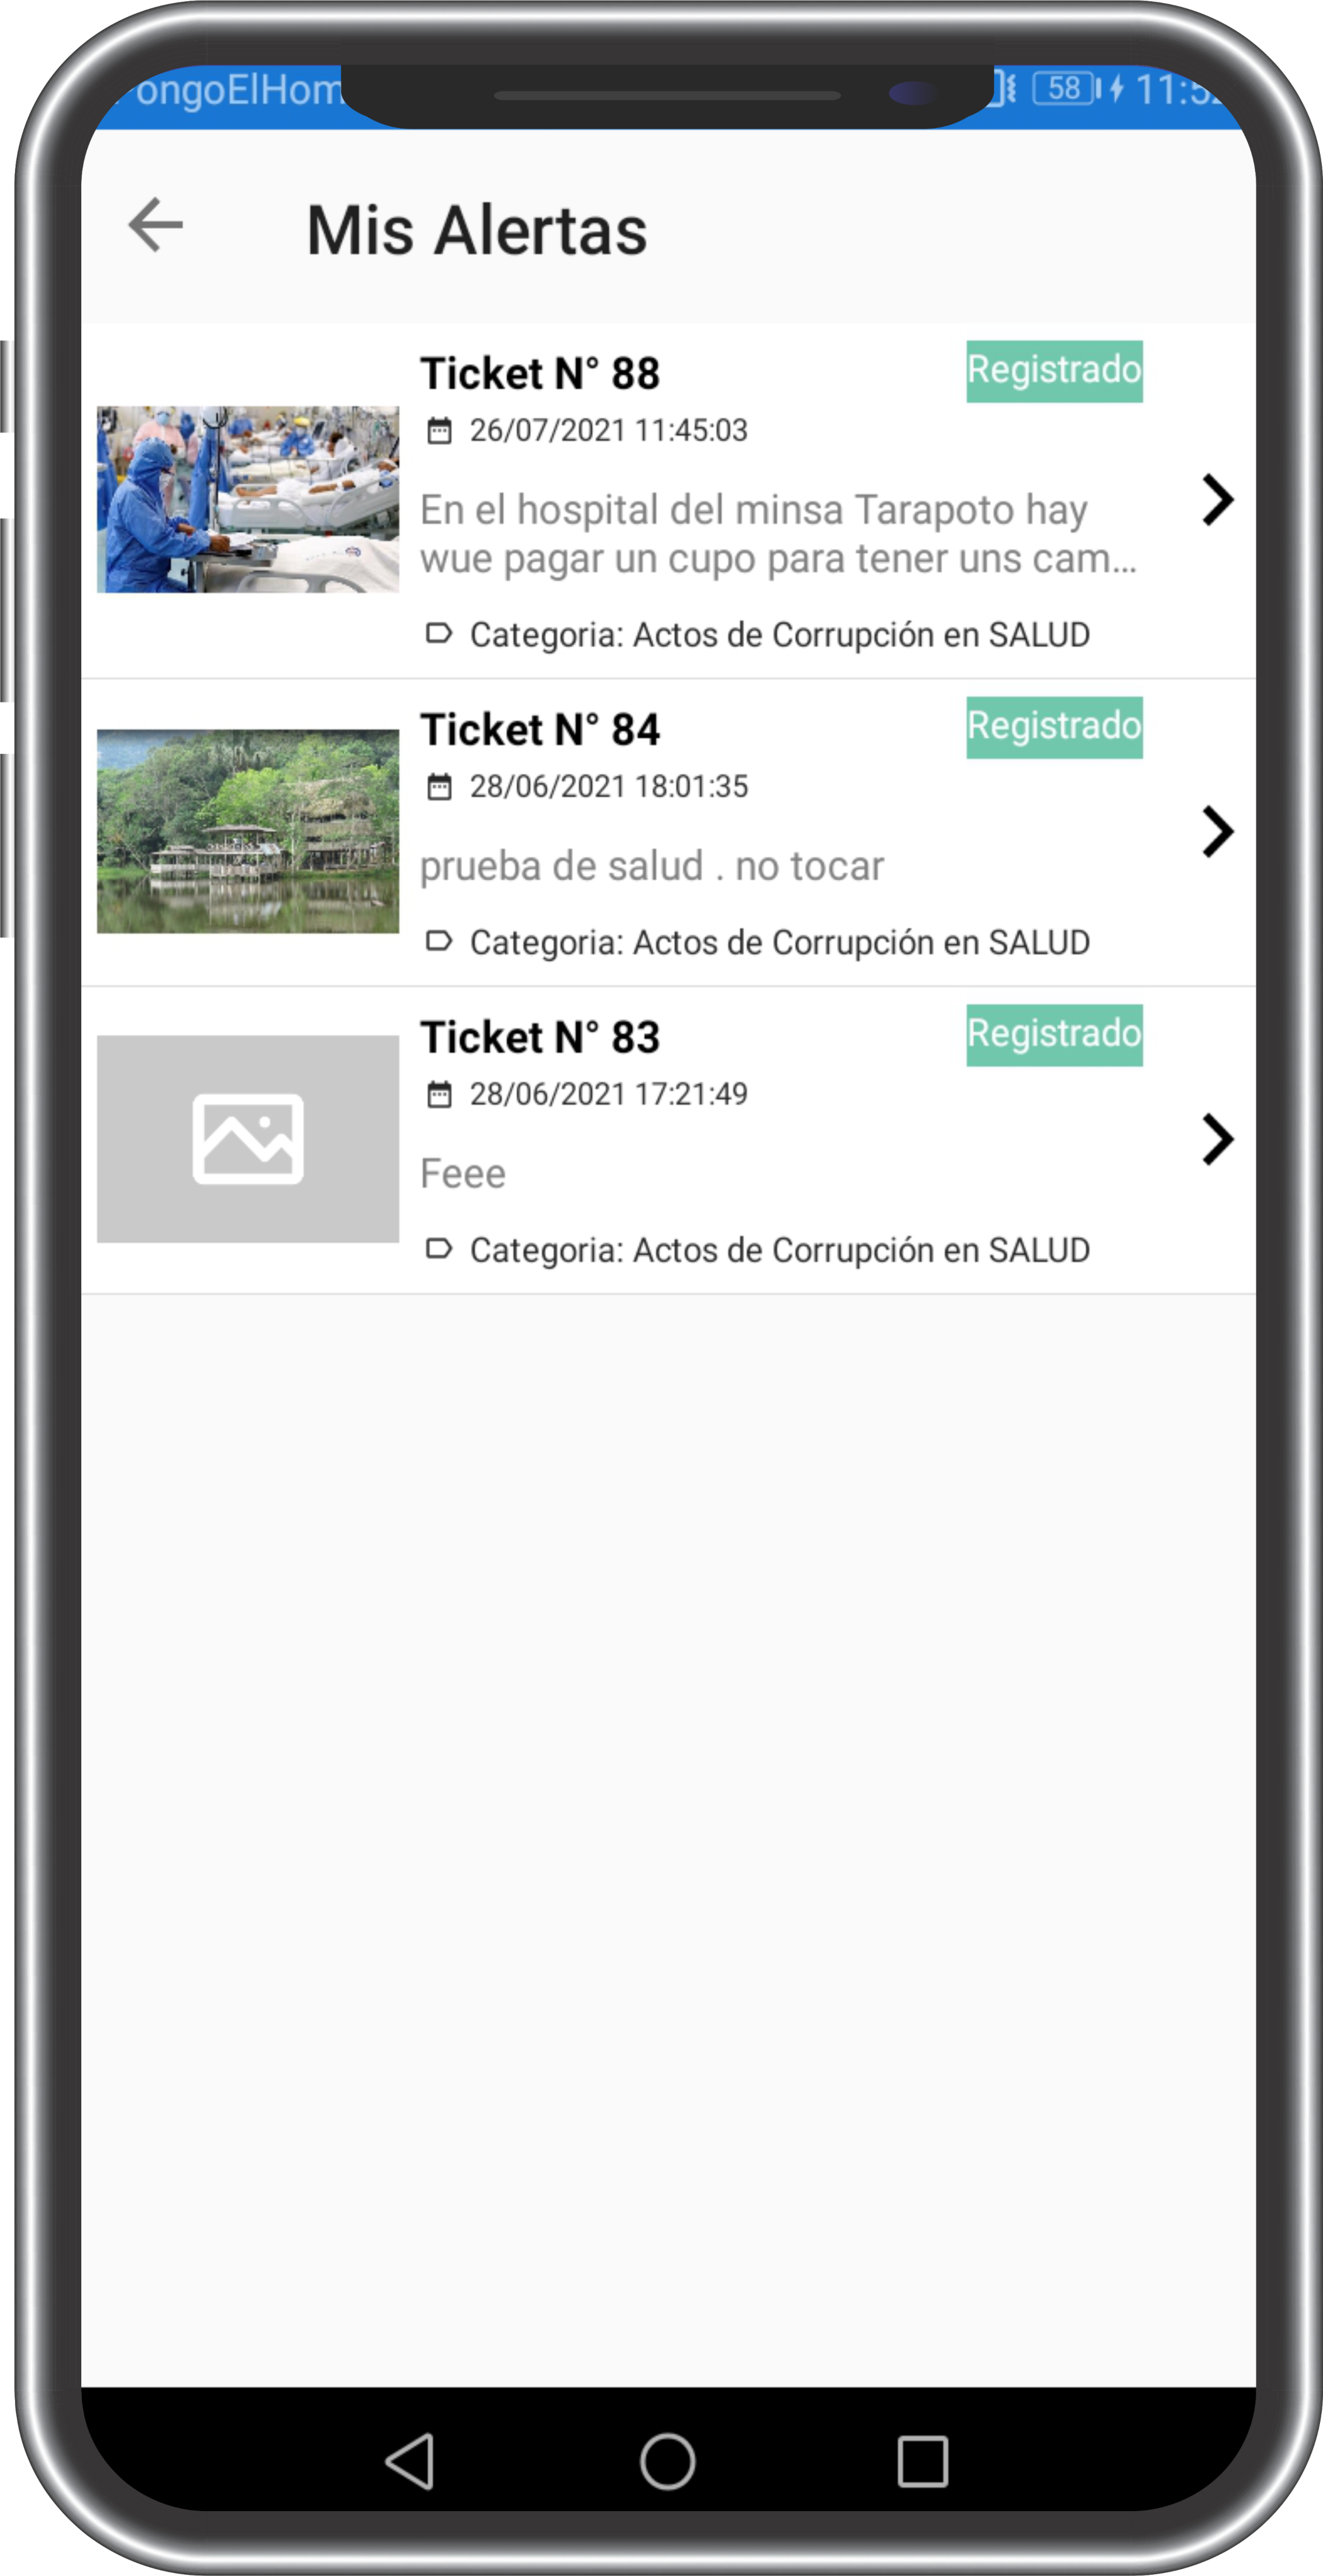 ongoElHom
58
Mis Alertas
Ticket N° 88
Registrado
26/07/2021 11:45:03
En el hospital del minsa Tarapoto hay
wue pagar un cupo para tener uns cam...
Categoria: Actos de Corrupción en SALUD
Ticket N° 84
Registrado
28/06/2021 18:01:35
prueba de salud . no tocar
Categoria: Actos de Corrupción en SALUD
Ticket N° 83
Registrado
28/06/2021 17:21:49
Feee
Categoria: Actos de Corrupción en SALUD